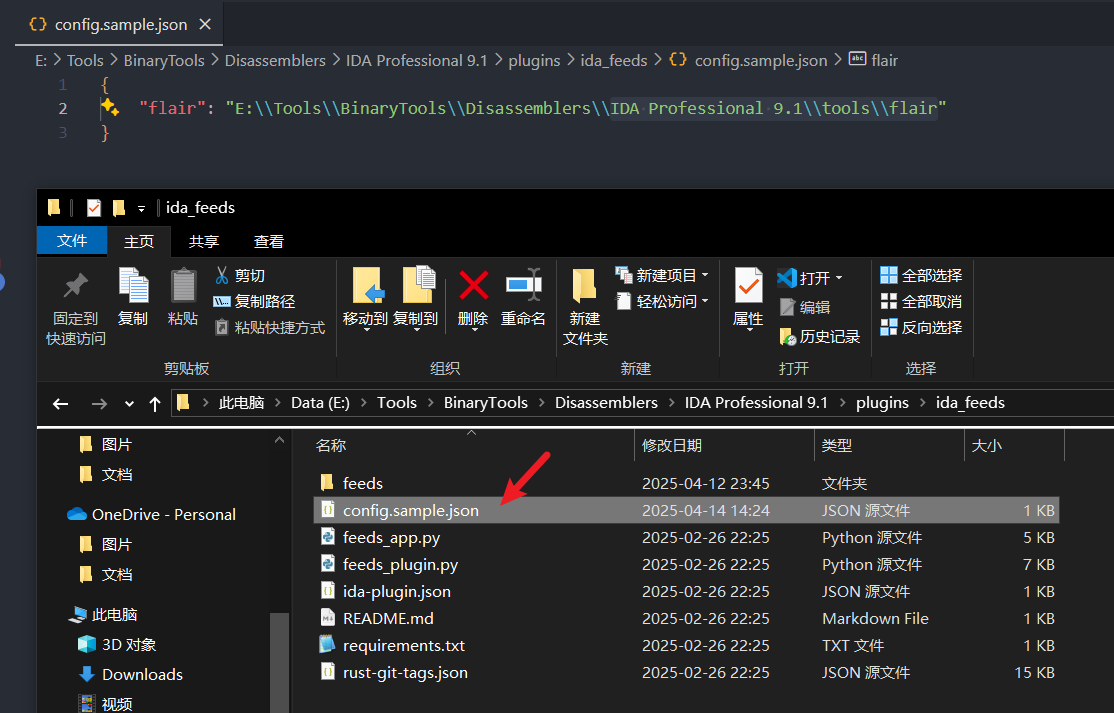 config.sample.json
E: > Tools > BinaryTools > Disassemblers > IDA Professional 9.1 > plugins > ida_feeds > {} config.sample.json > abc flair
1 {
2 "flair": "E:\\Tools\\BinaryTools\\Disassemblers\\IDA Professional 9.1\\tools\\flair"
3 }
ida_feeds
文件 主页 共享 查看
固定到
快速访问
复制
粘贴
剪切
复制路径
粘贴快捷方式
剪贴板
移动到
复制到
删除
重命名
组织
新建
文件夹
新建项目
轻松访问
新建
属性
打开
编辑
历史记录
打开
全部选择
全部取消
反向选择
选择
此电脑 > Data (E:) > Tools > BinaryTools > Disassemblers > IDA Professional 9.1 > plugins > ida_feeds
图片
文档
OneDrive - Personal
图片
文档
此电脑
3D 对象
Downloads
视频
名称 修改日期 类型 大小
feeds 2025-04-12 23:45 文件夹
config.sample.json 2025-04-14 14:24 JSON 源文件 1 KB
feeds_app.py 2025-02-26 22:25 Python 源文件 5 KB
feeds_plugin.py 2025-02-26 22:25 Python 源文件 7 KB
ida-plugin.json 2025-02-26 22:25 JSON 源文件 1 KB
README.md 2025-02-26 22:25 Markdown File 1 KB
requirements.txt 2025-02-26 22:25 TXT 文件 1 KB
rust-git-tags.json 2025-02-26 22:25 JSON 源文件 15 KB